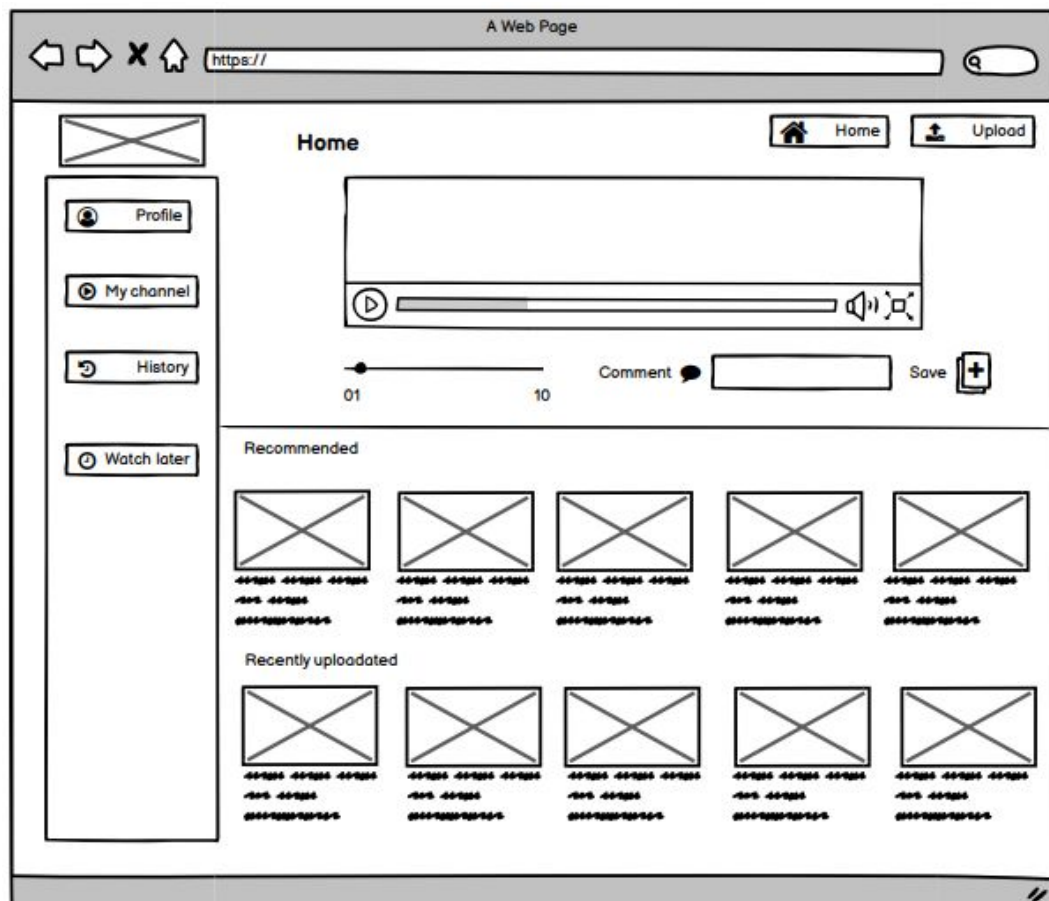 A Web Page
https://
Home
Home
Upload
Profile
My channel
History
Watch later
01
10
Comment
Save
Recommended
Recently uploadated